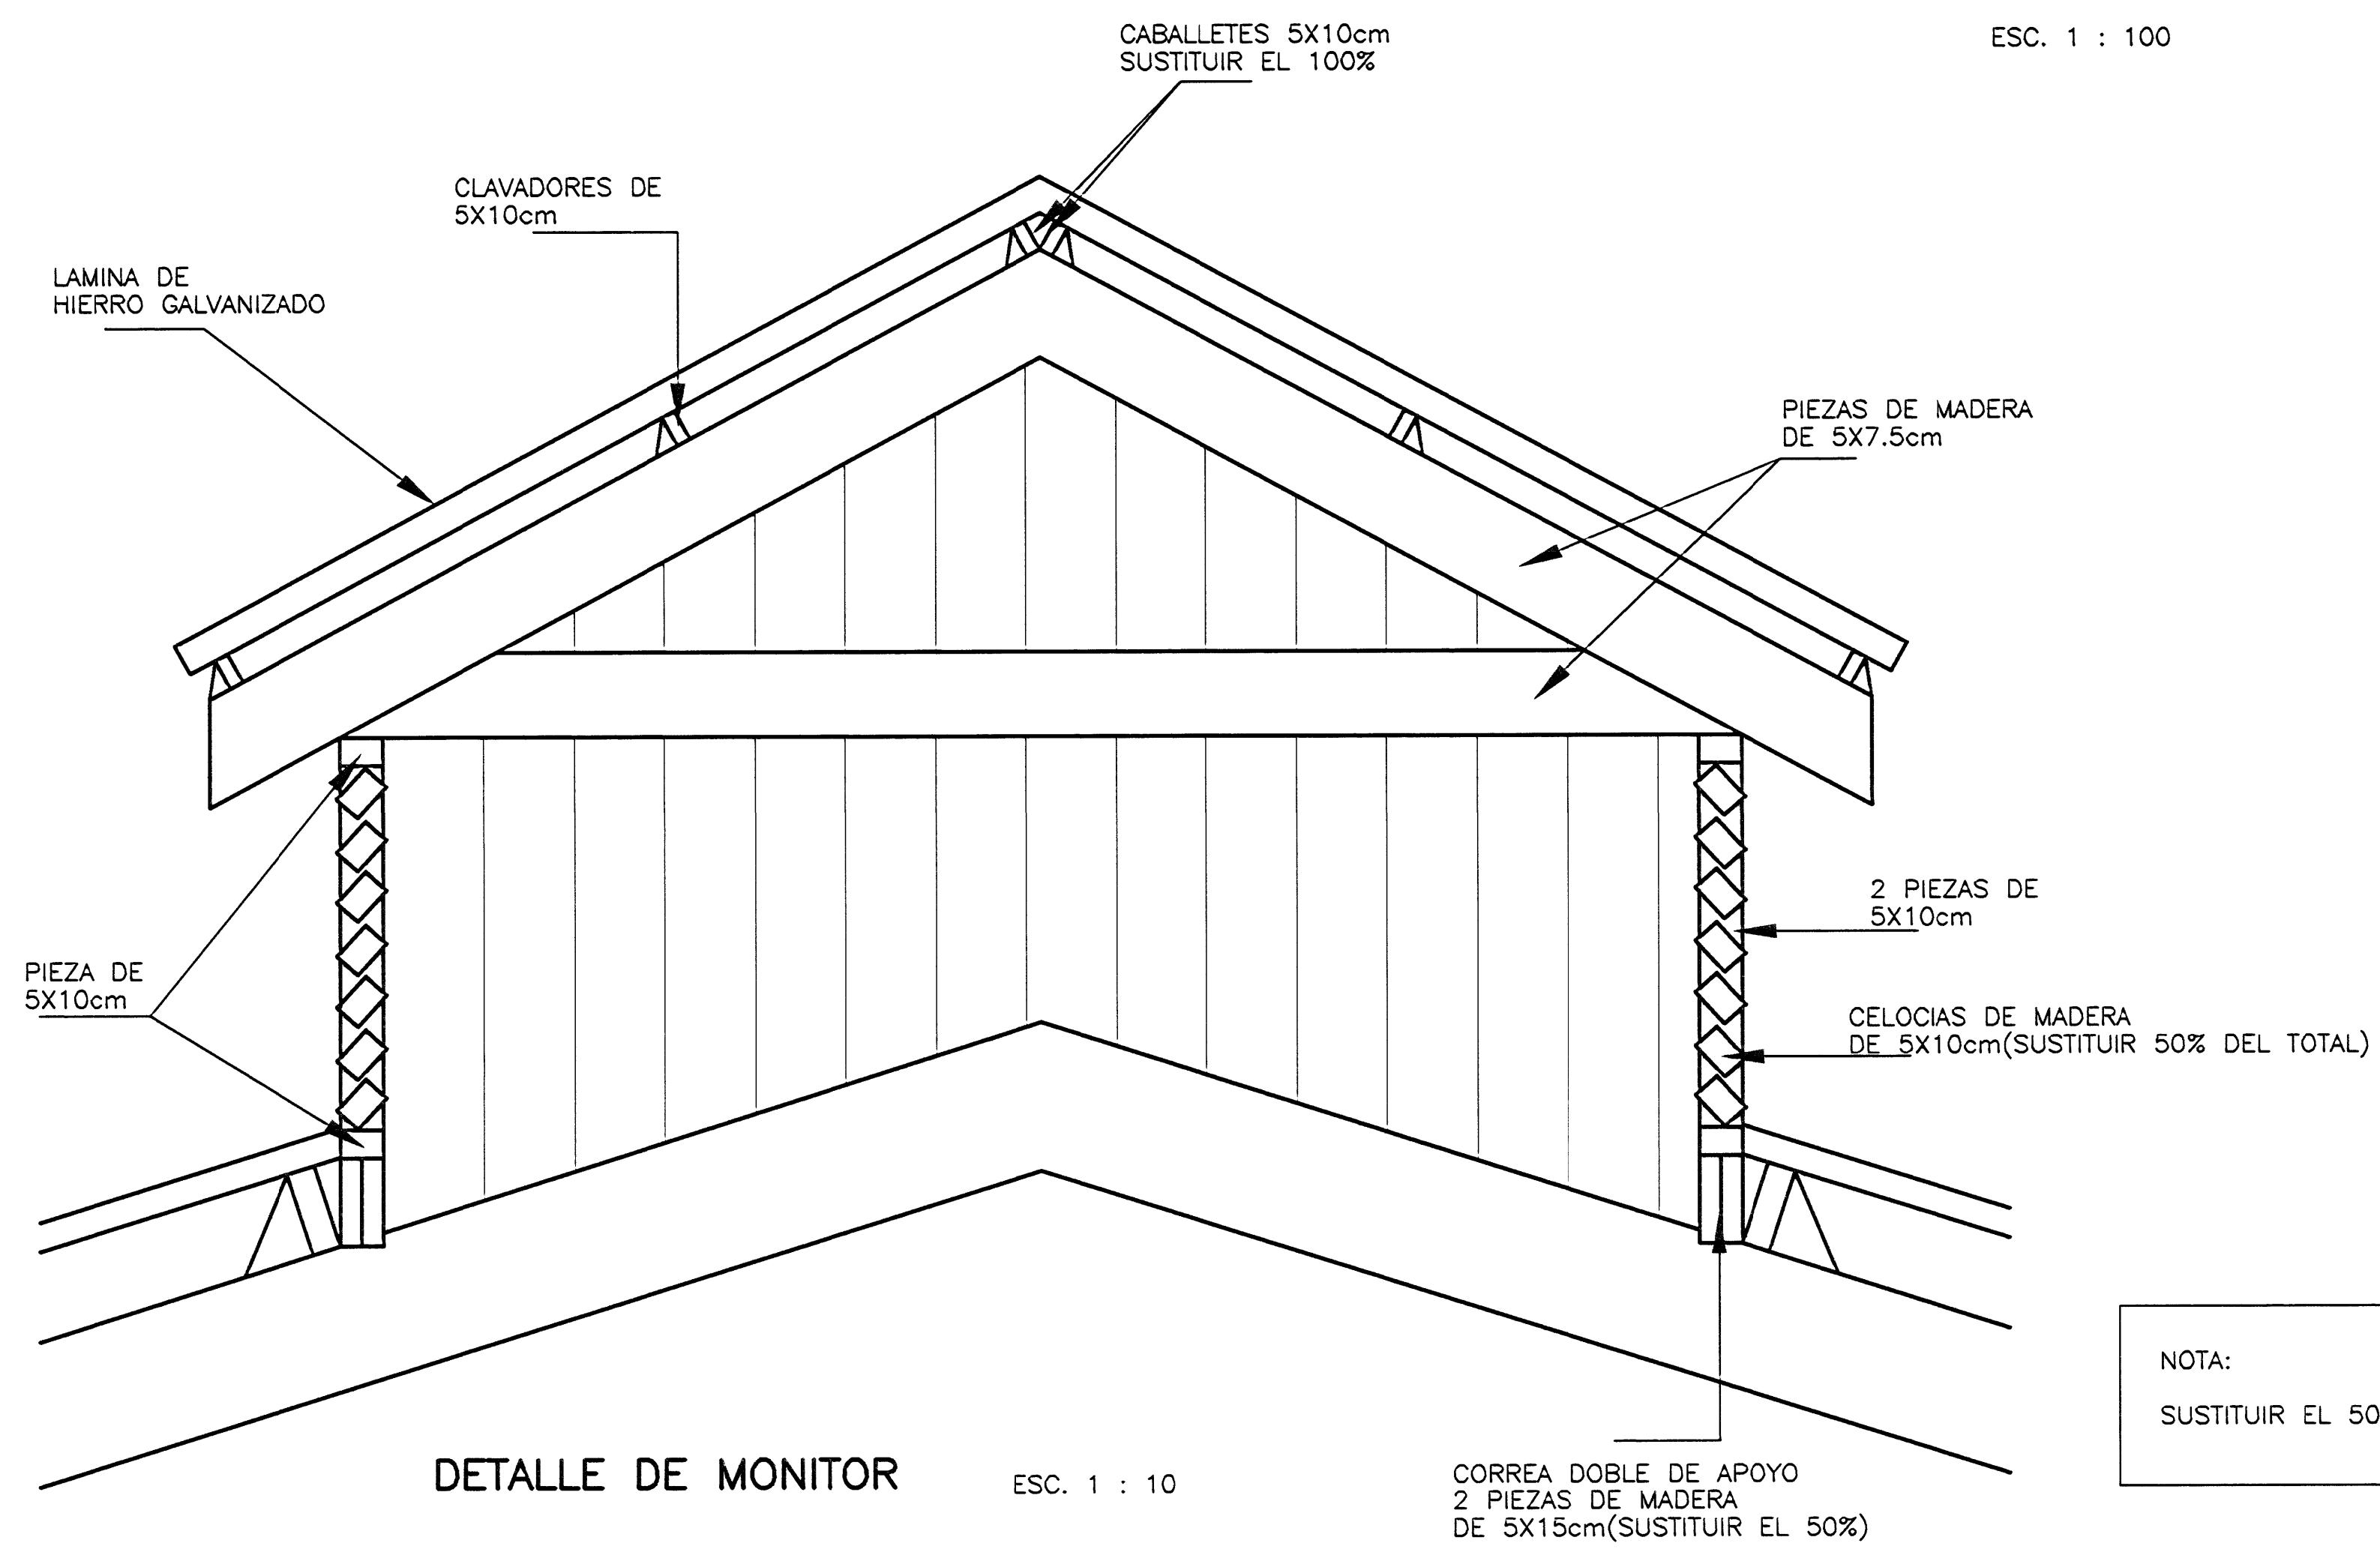 CABALLETES 5X10cm
SUSTITUIR EL 100%
ESC. 1 : 100
CLAVADORES DE
5X10cm
LAMINA DE
HIERRO GALVANIZADO
PIEZAS DE MADERA
DE 5X7.5cm
2 PIEZAS DE
5X10cm
PIEZA DE
5X10cm
CELOCIAS DE MADERA
DE 5X10cm(SUSTITUIR 50% DEL TOTAL)
NOTA:
SUSTITUIR EL 50
DETALLE DE MONITOR
ESC. 1 : 10
CORREA DOBLE DE APOYO
2 PIEZAS DE MADERA
DE 5X15cm(SUSTITUIR EL 50%)